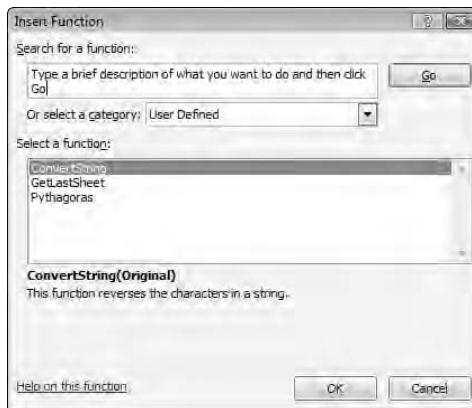 Insert Function
Search for a function:
Type a brief description of what you want to do and then click
Go
Go
Or select a category: User Defined
Select a function:
ConvertString
GetLastSheet
Pythagoras
ConvertString(Original)
This function reverses the characters in a string.
Help on this function
OK
Cancel